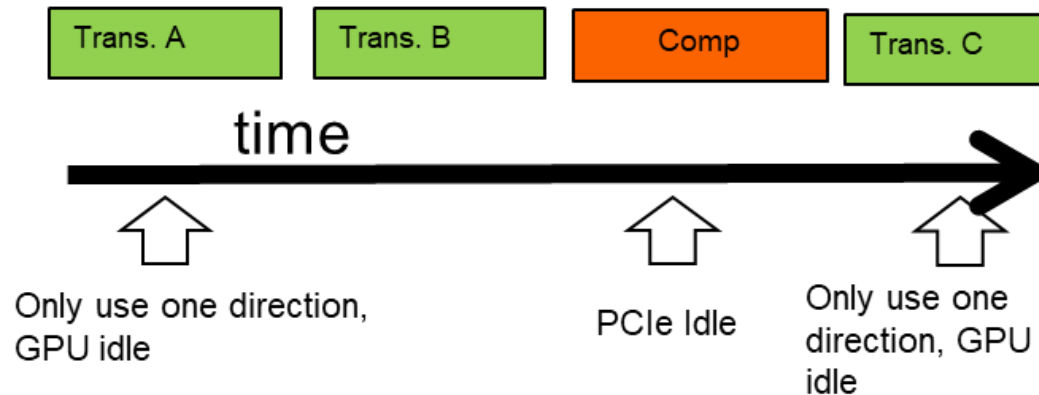 Trans. A
Trans. B
Comp
Trans. C
time
Only use one direction,
GPU idle
PCIe Idle
Only use one
direction, GPU
idle